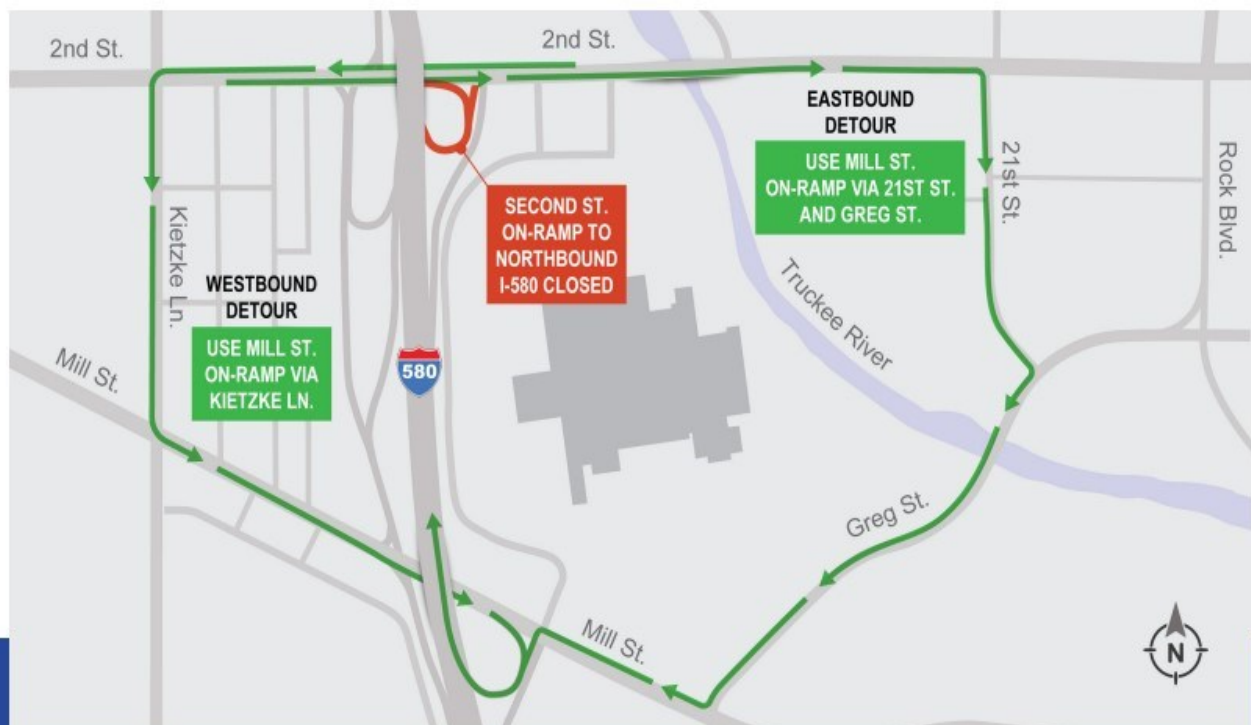 2nd St.
2nd St.
EASTBOUND
DETOUR
USE MILL ST.
ON-RAMP VIA 21ST ST.
AND GREG ST.
21st St.
Rock Blvd.
Kietzke Ln.
SECOND ST.
ON-RAMP TO
NORTHBOUND
I-580 CLOSED
WESTBOUND
DETOUR
USE MILL ST.
ON-RAMP VIA
KIETZKE LN.
Truckee River
Mill St.
580
Greg St.
Mill St.
N